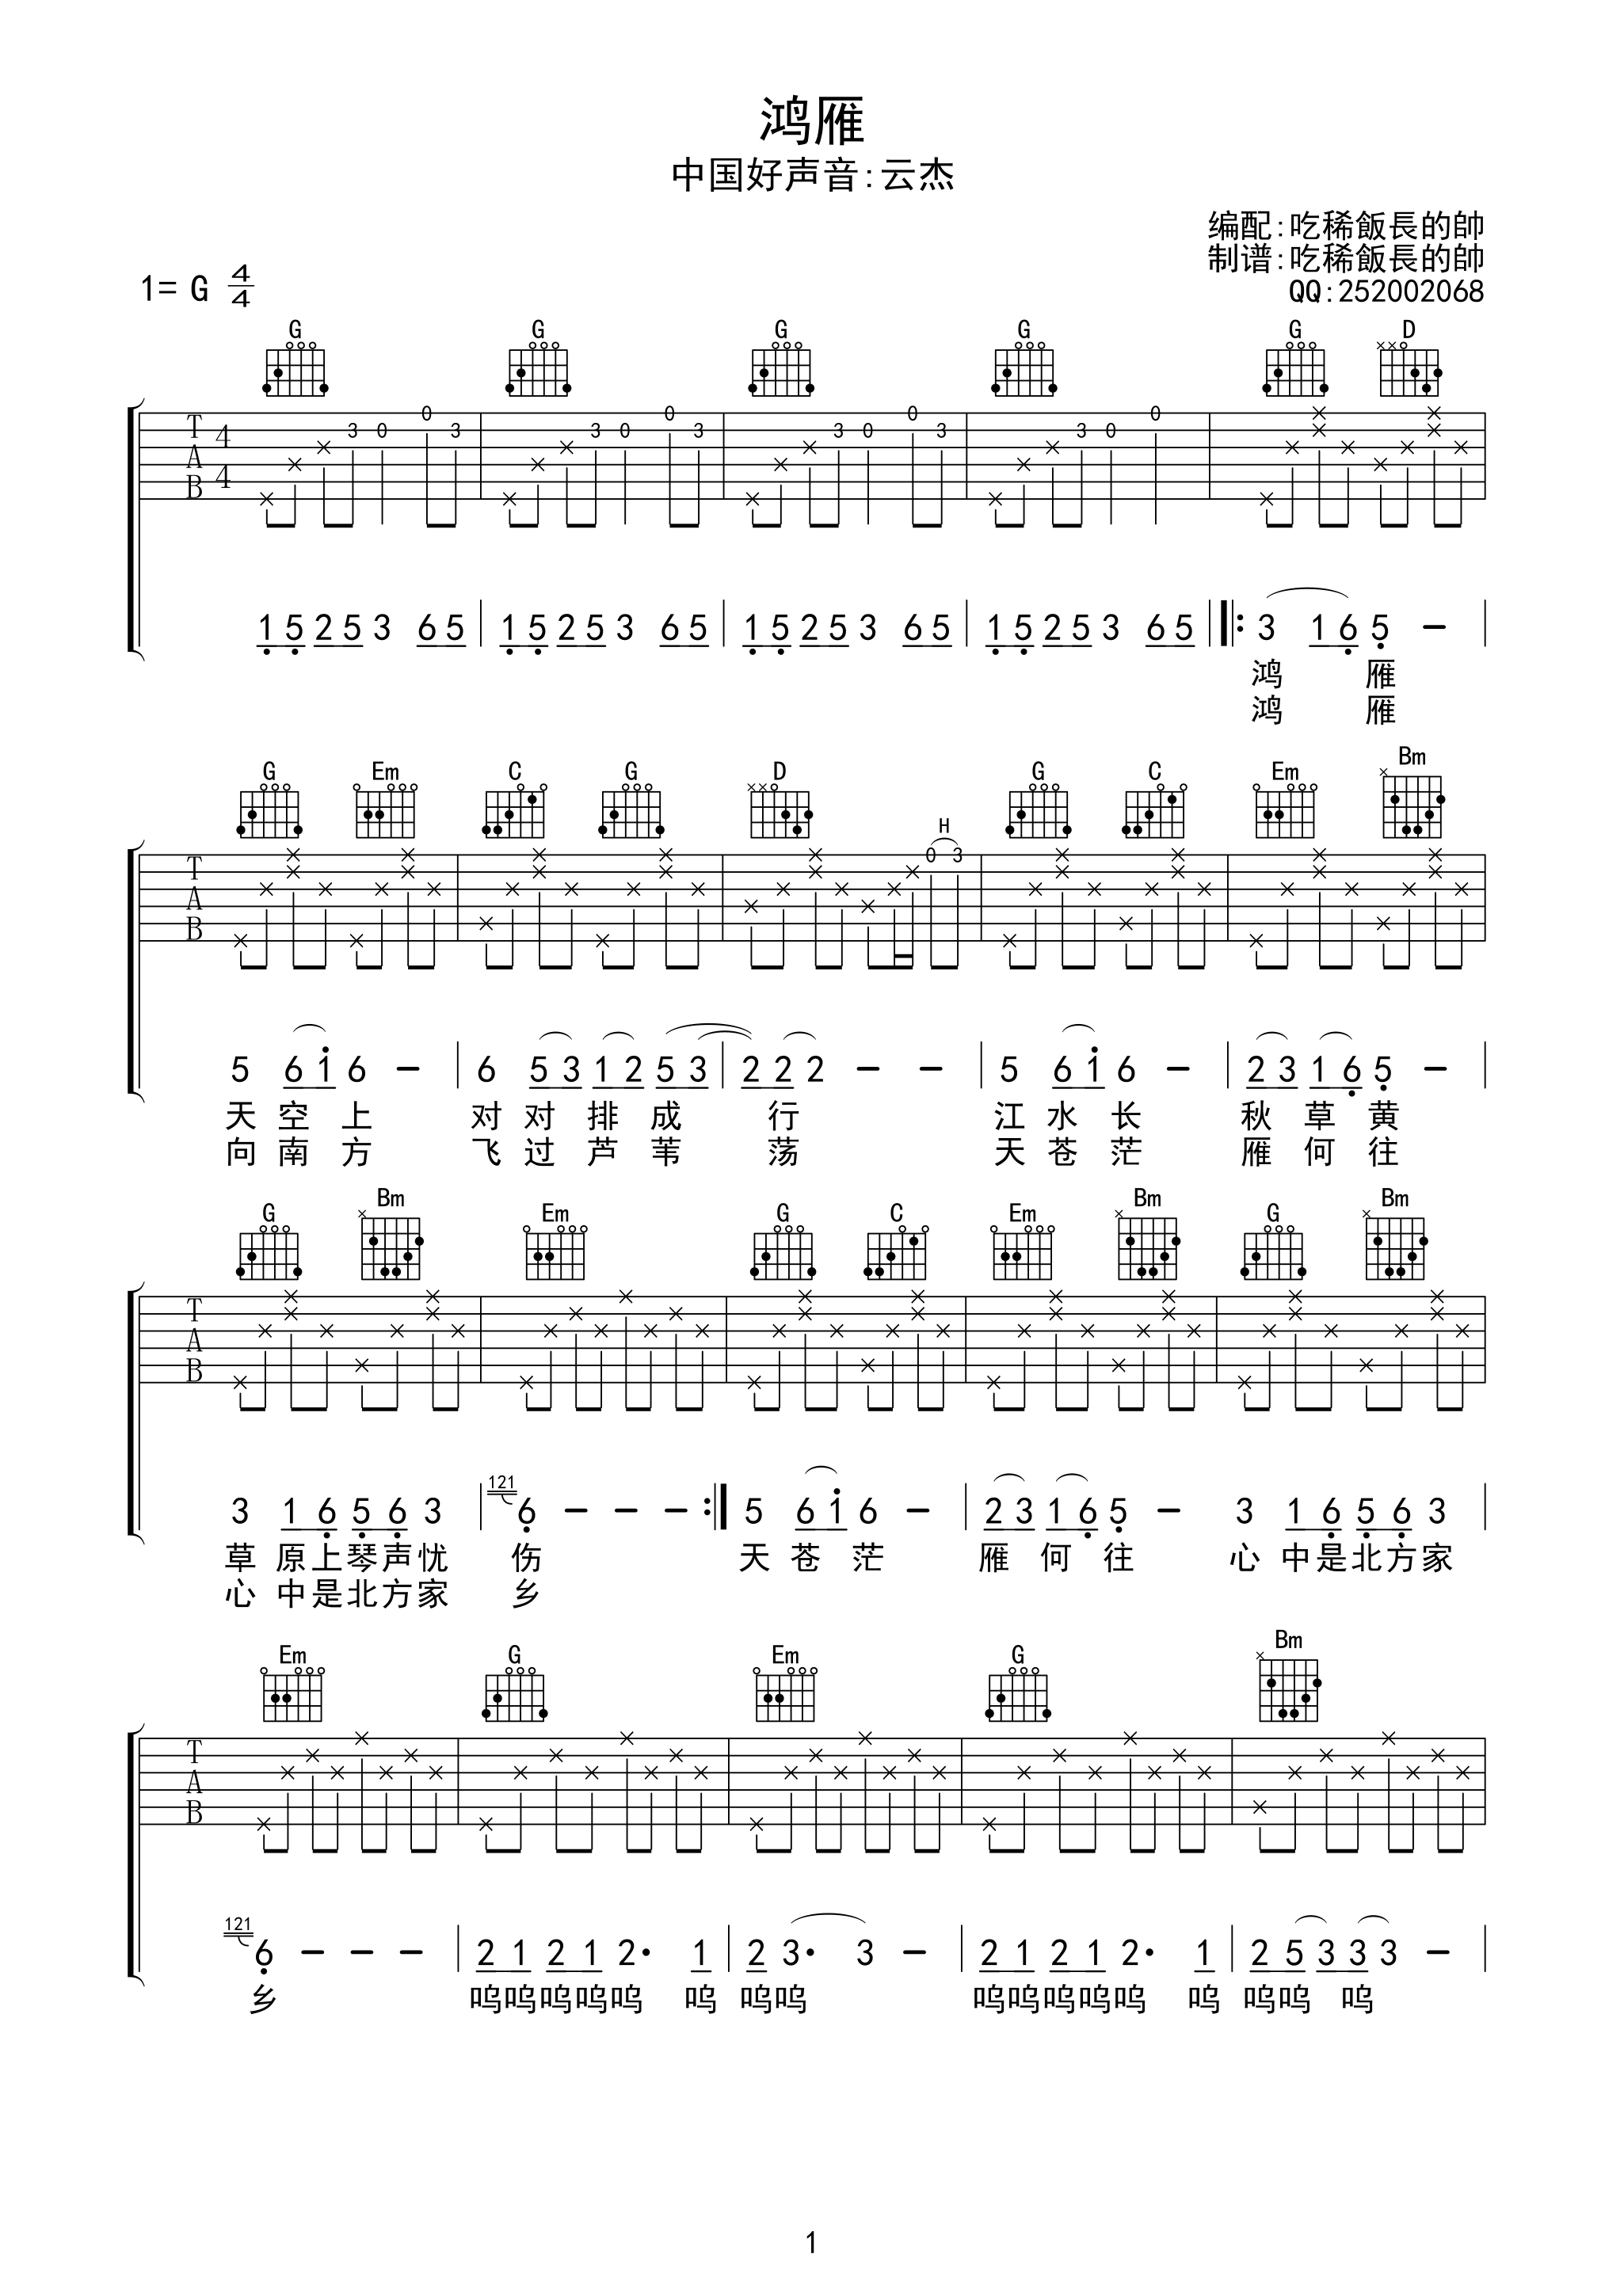 鸿雁
中国好声音:云杰
编配:吃稀飯長的帥
制谱:吃稀飯長的帥
1= G 4/4 QQ:252002068
G G G G G D
T A B 4 4 3 0 0 3 3 0 0 3 3 0 0 3 3 0 0
1 5 2 5 3 6 5 1 5 2 5 3 6 5 1 5 2 5 3 6 5 1 5 2 5 3 6 5 3 1 6 5 –
鸿 雁
鸿 雁
G Em C G D G C Em Bm
H
T A B 0 3
5 6 1 6 – 6 5 3 1 2 5 3 2 2 2 – – 5 6 1 6 – 2 3 1 6 5 –
天 空 上 对 对 排 成 行 江 水 长 秋 草 黄
向 南 方 飞 过 芦 苇 荡 天 苍 茫 雁 何 往
G Bm Em G C Em Bm G Bm
T A B
121
3 1 6 5 6 3 6 – – – 5 6 1 6 – 2 3 1 6 5 – 3 1 6 5 6 3
草 原 上 琴 声 忧 伤 天 苍 茫 雁 何 往 心 中 是 北 方 家
心 中 是 北 方 家 乡
Em G Em G Bm
T A B
121
6 – – – 2 1 2 1 2· 1 2 3· 3 – 2 1 2 1 2· 1 2 5 3 3 3 –
乡 呜 呜 呜 呜 呜 呜 呜 呜 呜 呜 呜 呜 呜 呜 呜 呜 呜
1